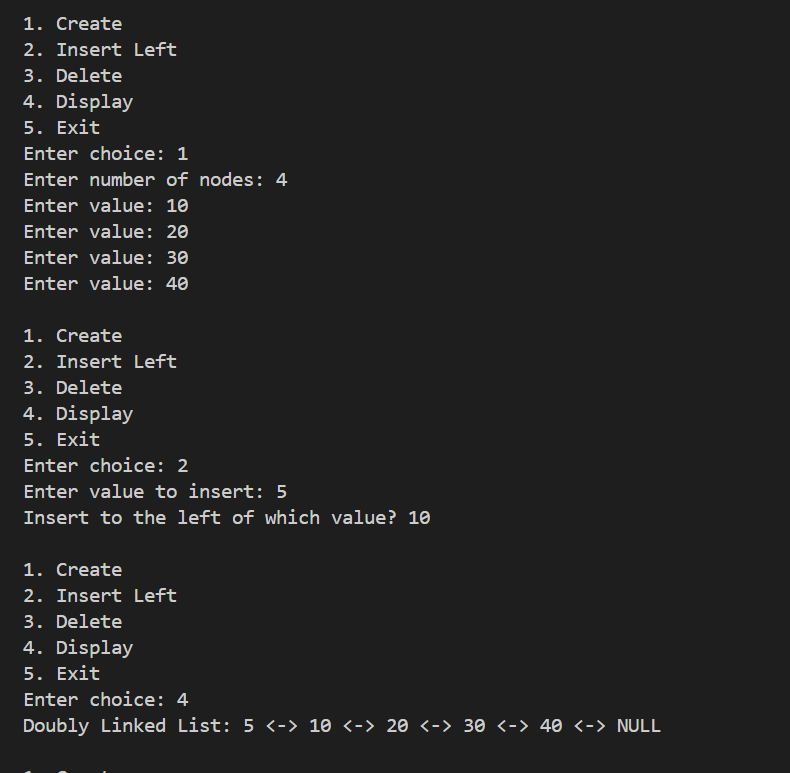 1. Create
2. Insert Left
3. Delete
4. Display
5. Exit
Enter choice: 1
Enter number of nodes: 4
Enter value: 10
Enter value: 20
Enter value: 30
Enter value: 40
1. Create
2. Insert Left
3. Delete
4. Display
5. Exit
Enter choice: 2
Enter value to insert: 5
Insert to the left of which value? 10
1. Create
2. Insert Left
3. Delete
4. Display
5. Exit
Enter choice: 4
Doubly Linked List: 5 <-> 10 <-> 20 <-> 30 <-> 40 <-> NULL